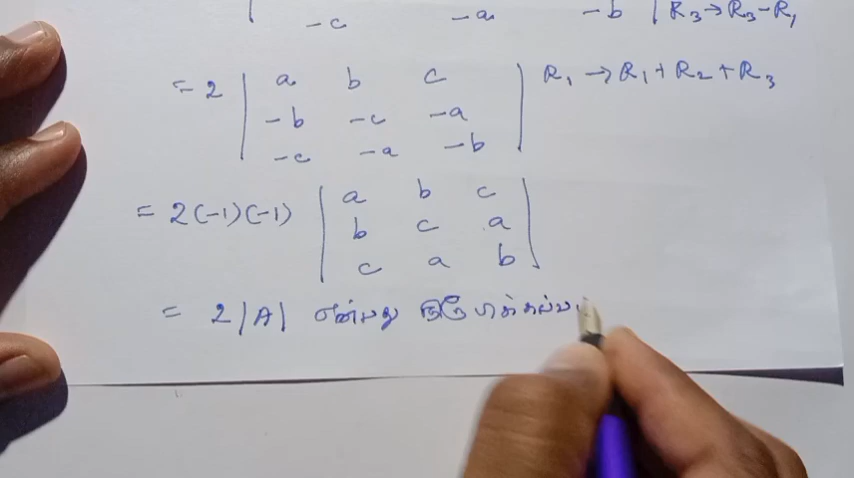 -c -a -b | R₃→R₃-R₁
= 2 | a b c | R₁ → R₁ + R₂ + R₃
| -b -c -a |
| -c -a -b |
= 2(-1)(-1) | a b c |
| b c a |
| c a b |
= 2|A| என்பது